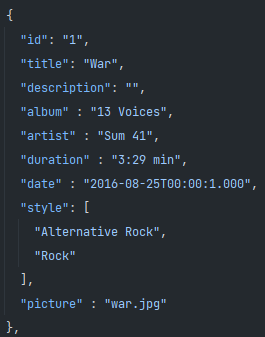 {
"id": "1",
"title": "War",
"description": "",
"album" : "13 Voices",
"artist" : "Sum 41",
"duration" : "3:29 min",
"date" : "2016-08-25T00:00:1.000",
"style": [
"Alternative Rock",
"Rock"
],
"picture" : "war.jpg"
},